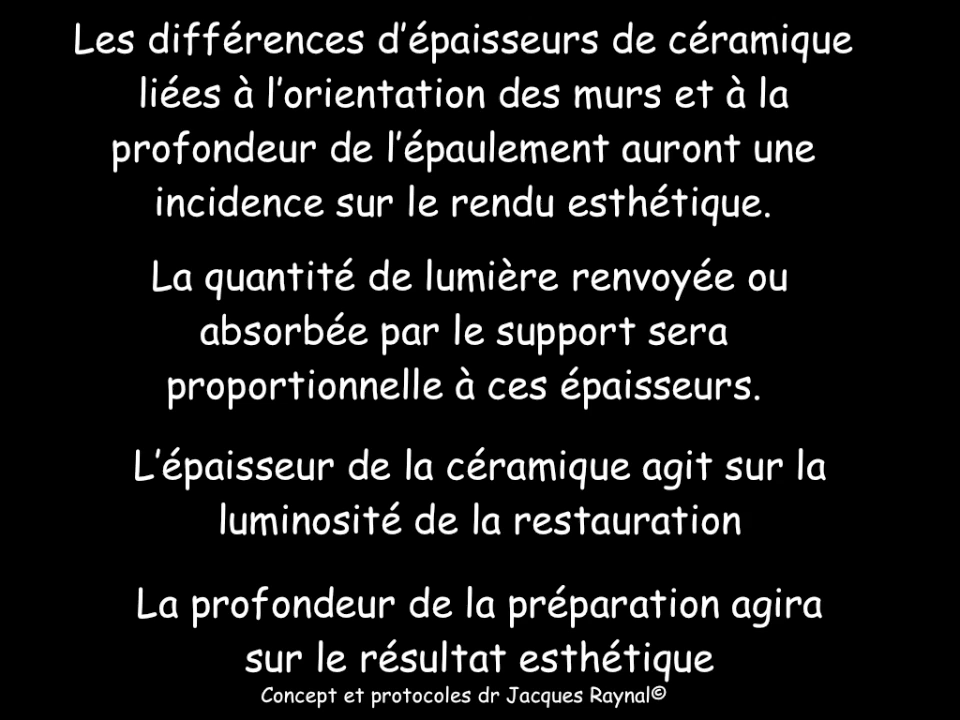 Les différences d’épaisseurs de céramique
liées à l’orientation des murs et à la
profondeur de l’épaulement auront une
incidence sur le rendu esthétique.
La quantité de lumière renvoyée ou
absorbée par le support sera
proportionnelle à ces épaisseurs.
L’épaisseur de la céramique agit sur la
luminosité de la restauration
La profondeur de la préparation agira
sur le résultat esthétique
Concept et protocoles dr Jacques Raynal©